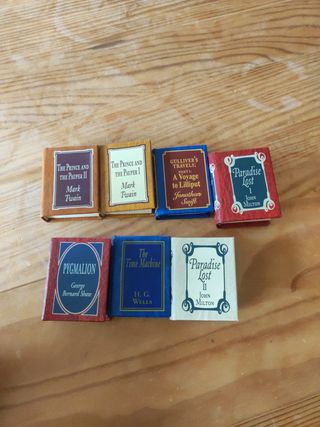 THE PRINCE AND
THE PAUPER II
Mark
Twain
THE PRINCE AND
THE PAUPER I
Mark
Twain
GULLIVER'S
TRAVELS:
PART I
A Voyage
to Lilliput
Jonathan
Swift
Paradise
Lost
I
JOHN
MILTON
PYGMALION
George
Bernard Shaw
The
Time Machine
H. G.
WELLS
Paradise
Lost
II
JOHN
MILTON